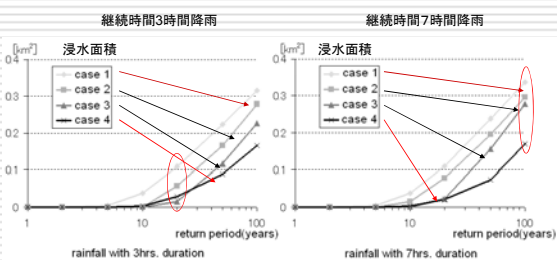 継続時間3時間降雨
[km²] 浸水面積
0.4
0.3
0.2
0.1
0
case 1
case 2
case 3
case 4
1
10
100
return period(years)
rainfall with 3hrs. duration
継続時間7時間降雨
[km²] 浸水面積
0.4
0.3
0.2
0.1
0
case 1
case 2
case 3
case 4
1
10
100
return period(years)
rainfall with 7hrs. duration